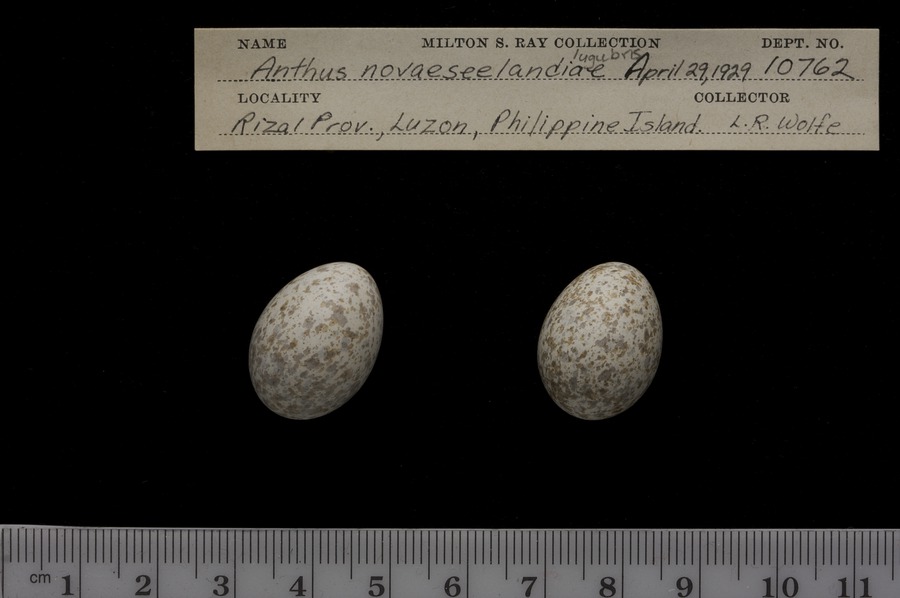 NAME MILTON S. RAY COLLECTION DEPT. NO.
lugubris
Anthus novaeseelandiae April 29, 1929 10762
LOCALITY COLLECTOR
Rizal Prov., Luzon, Philippine Island. L.R. Wolfe
cm 1 2 3 4 5 6 7 8 9 10 11